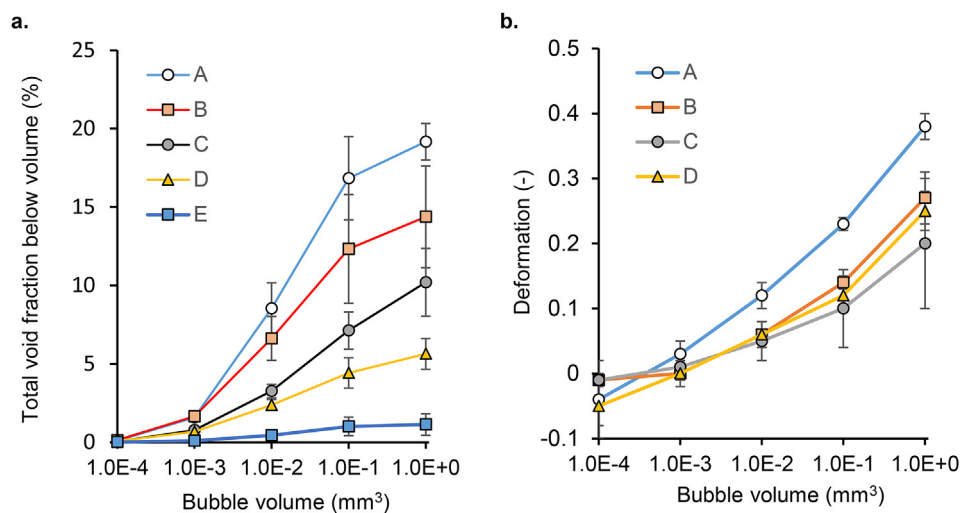 a.
Total void fraction below volume (%)
25
20
15
10
5
0
A
B
C
D
E
1.0E-4 1.0E-3 1.0E-2 1.0E-1 1.0E+0
Bubble volume (mm³)
b.
Deformation (-)
0.5
0.4
0.3
0.2
0.1
0
-0.1
A
B
C
D
1.0E-4 1.0E-3 1.0E-2 1.0E-1 1.0E+0
Bubble volume (mm³)